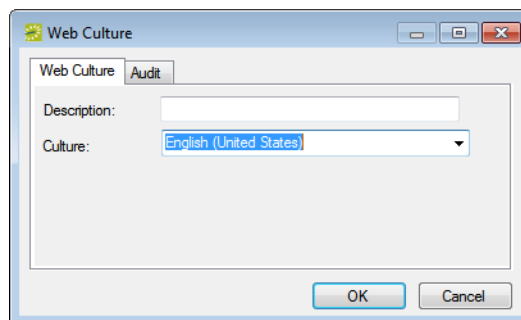 Web Culture
Web Culture Audit
Description:
Culture: English (United States)
OK Cancel